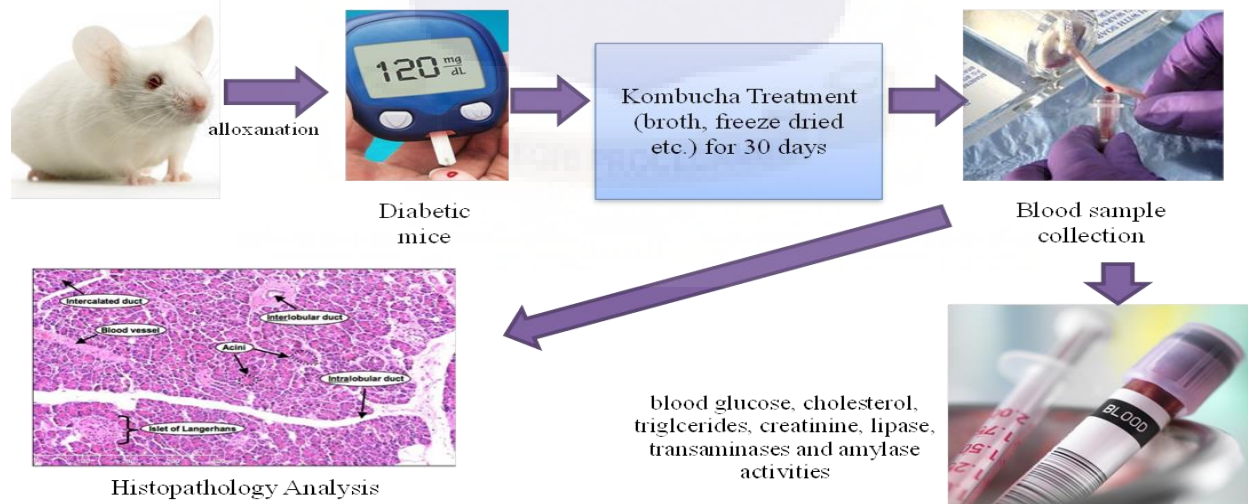 alloxanation
120 mg
dL
Diabetic
mice
Kombucha Treatment
(broth, freeze dried
etc.) for 30 days
Blood sample
collection
Intercalated duct
Interlobular duct
Blood vessel
Acini
Intralobular duct
Islet of Langerhans
Histopathology Analysis
blood glucose, cholesterol,
triglcerides, creatinine, lipase,
transaminases and amylase
activities
BLOOD